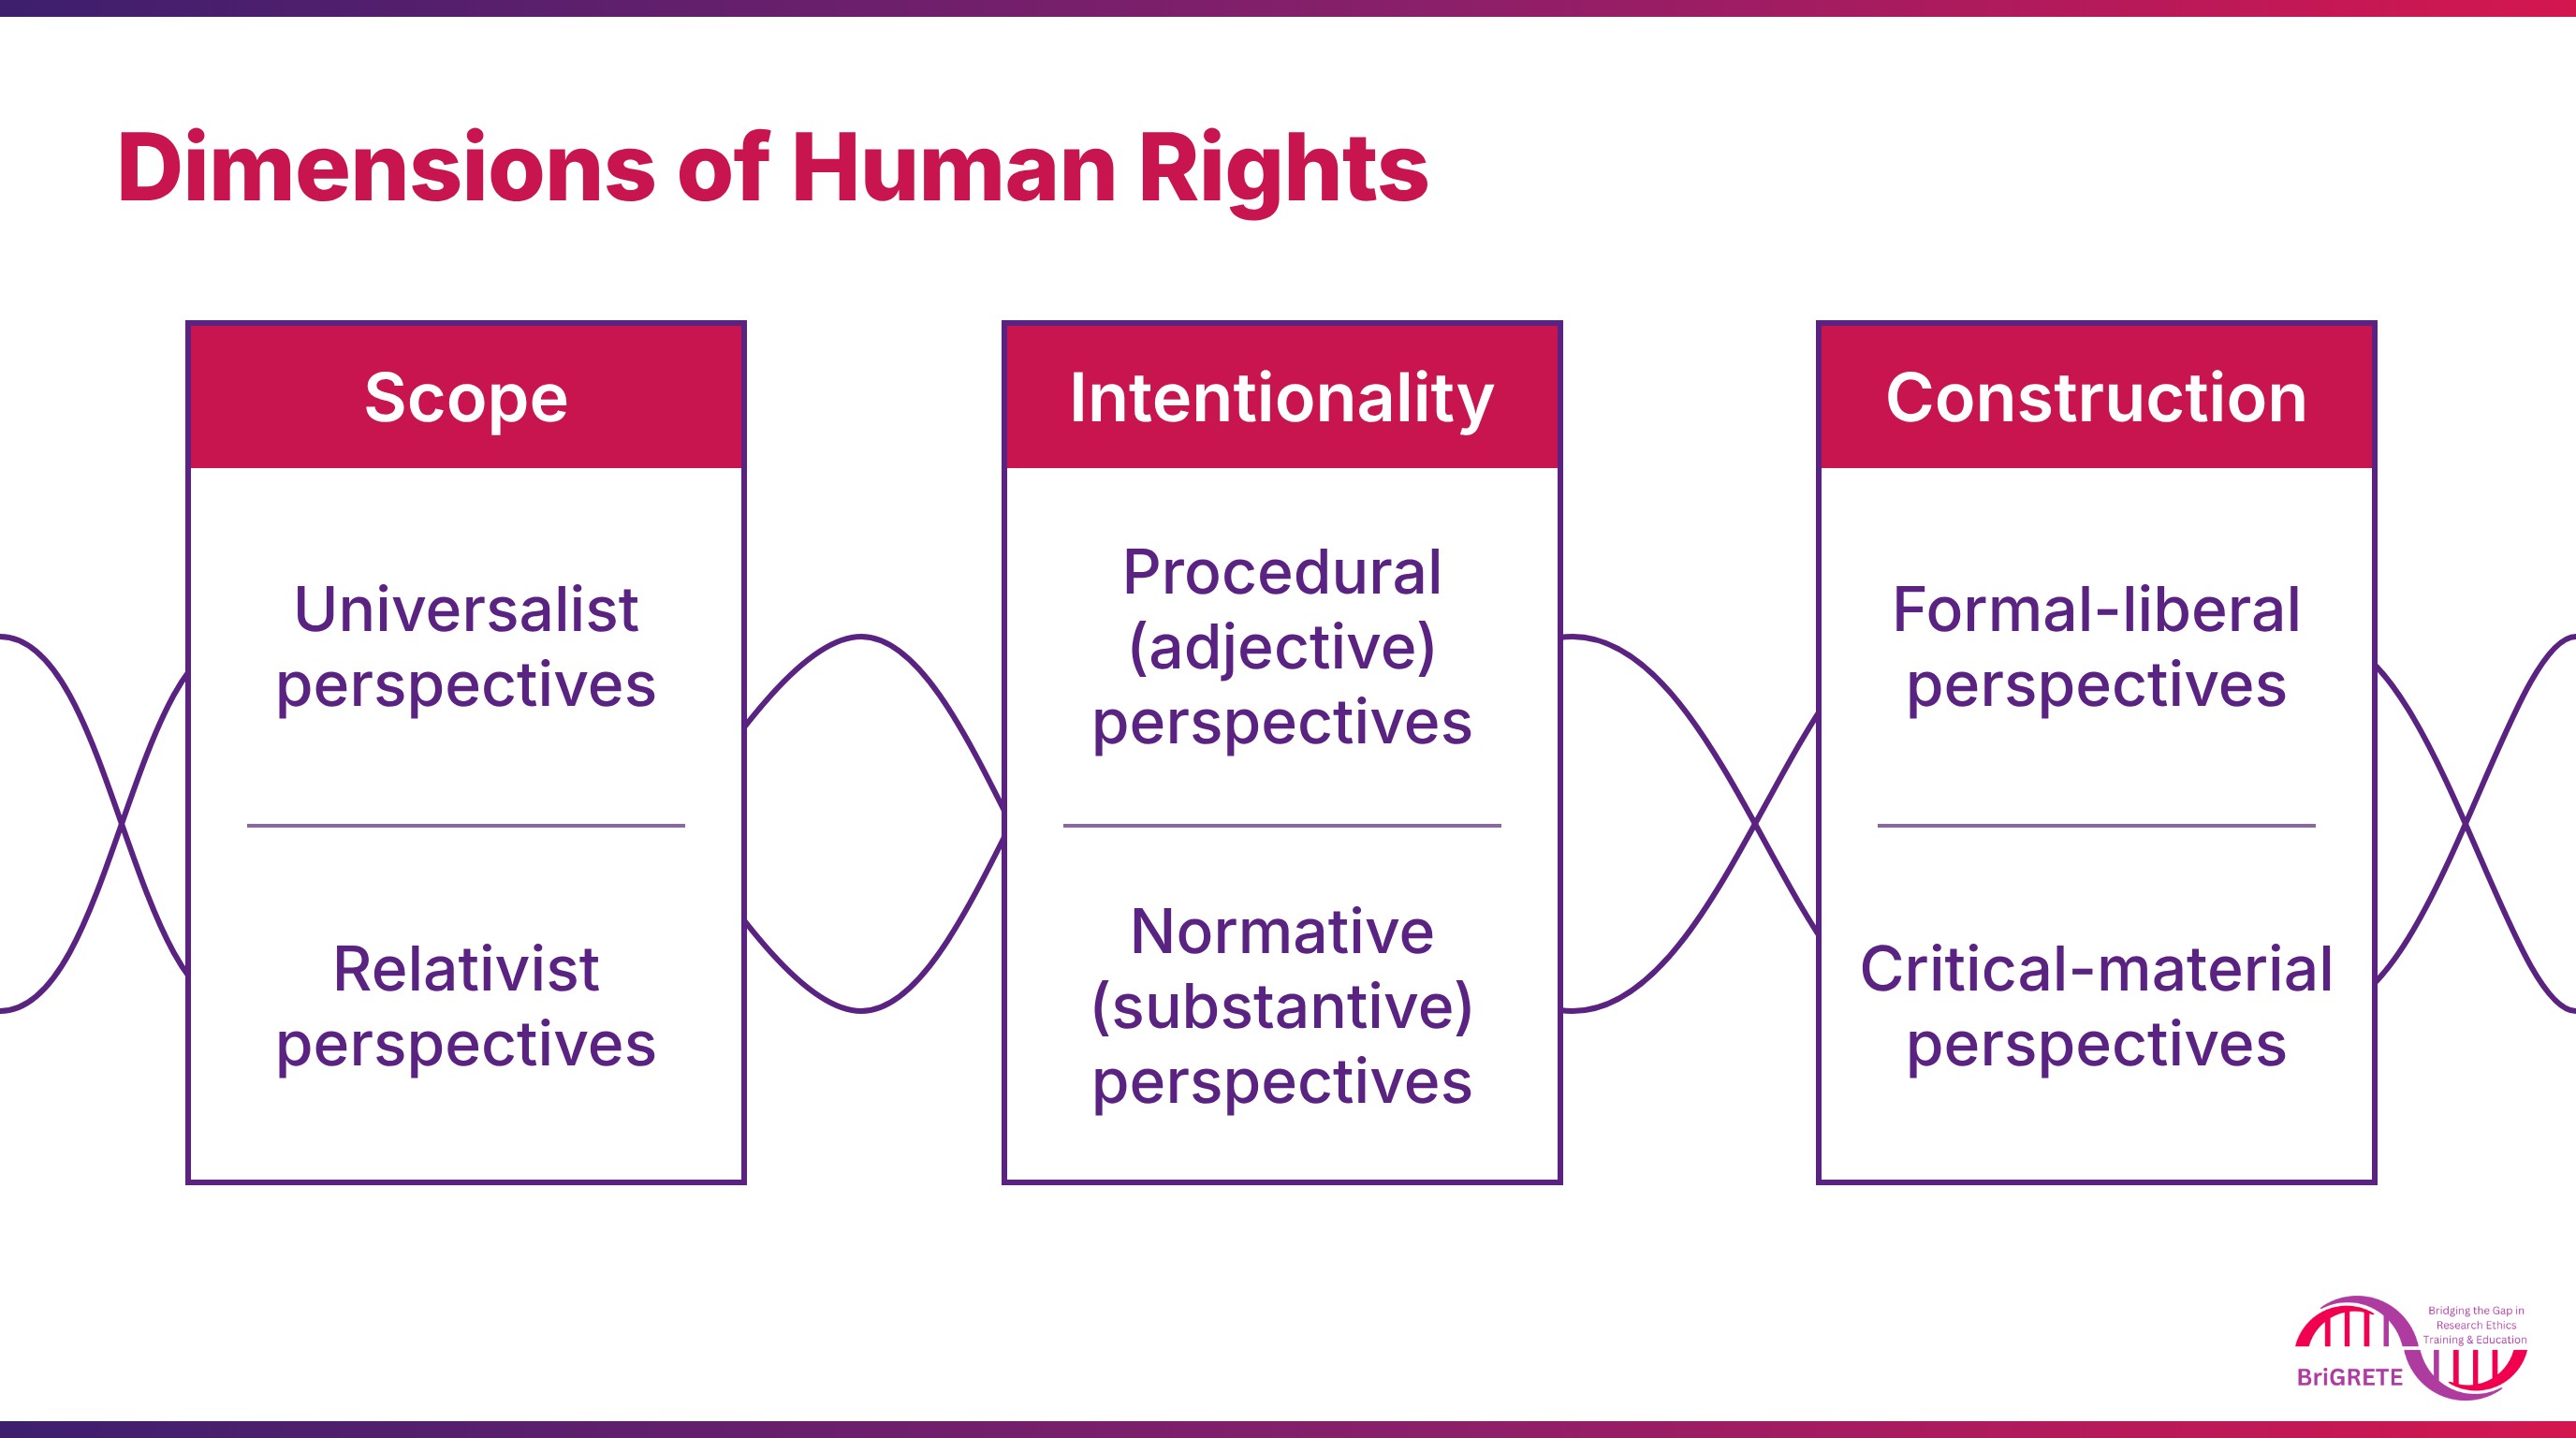 Dimensions of Human Rights
Scope
Universalist
perspectives
Relativist
perspectives
Intentionality
Procedural
(adjective)
perspectives
Normative
(substantive)
perspectives
Construction
Formal-liberal
perspectives
Critical-material
perspectives
Bridging the Gap in
Research Ethics
Training & Education
BriGRETE